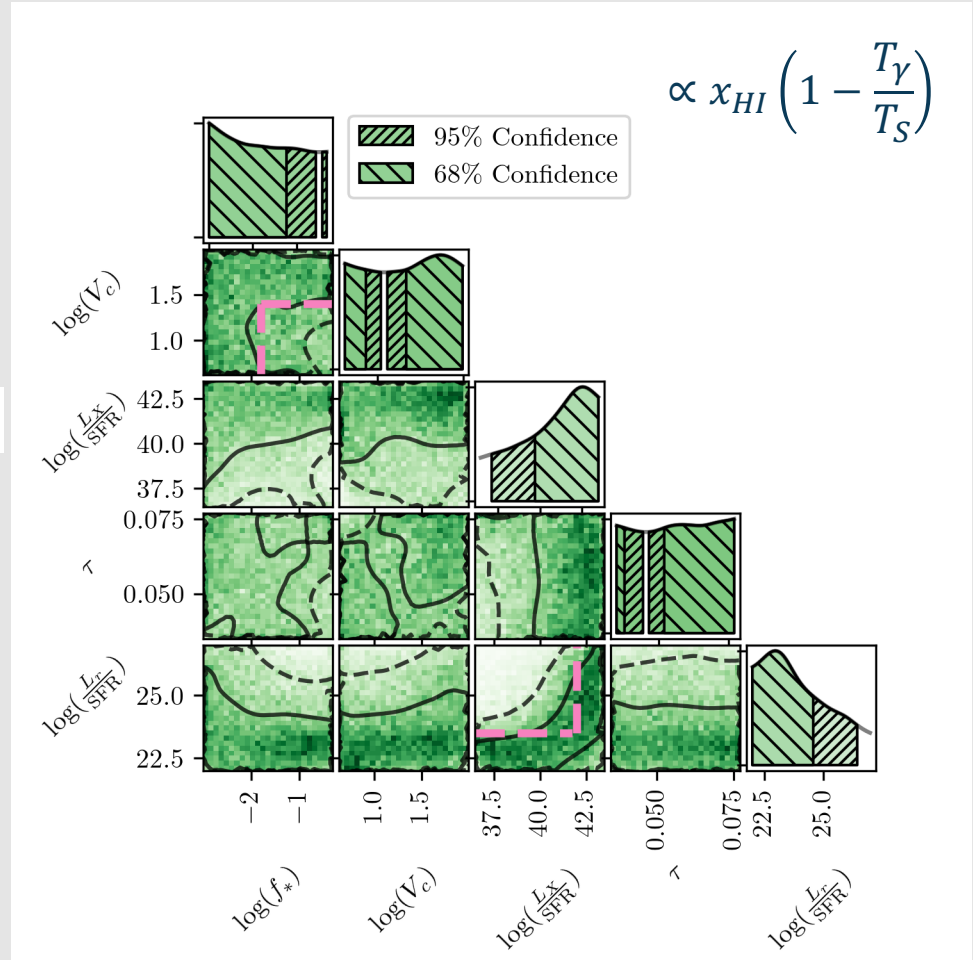 ∝ x_{HI} (1 − T_γ/T_S)
95% Confidence
68% Confidence
log(V_c)
1.5
1.0
log(L_X/SFR)
42.5
40.0
37.5
τ
0.075
0.050
log(L_r/SFR)
25.0
22.5
−2 −1 1.0 1.5 37.5 40.0 42.5 0.050 0.075 22.5 25.0
log(f_*) log(V_c) log(L_X/SFR) τ log(L_r/SFR)